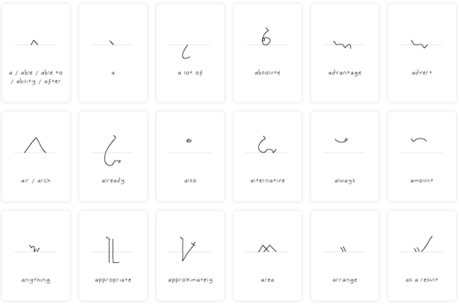 a / able / able to
/ ability / after
a
a lot of
absolute
advantage
advert
air / arch
already
also
alternative
always
amount
anything
appropriate
approximately
area
arrange
as a result